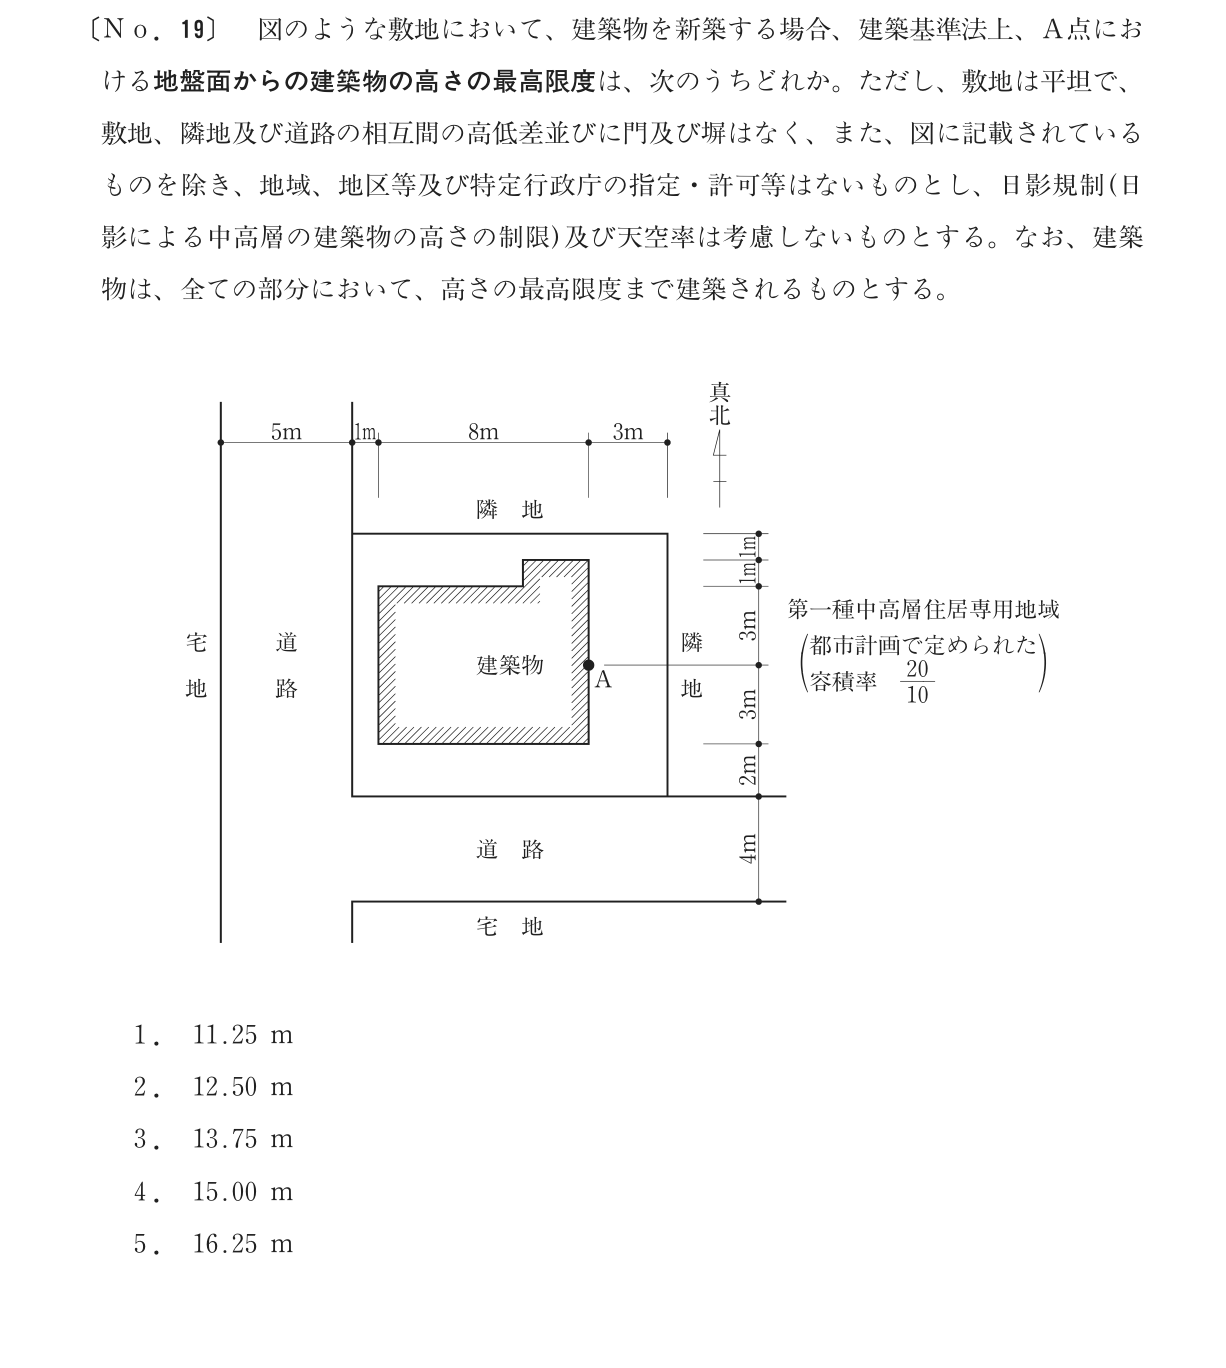 〔Ｎｏ．19〕　図のような敷地において、建築物を新築する場合、建築基準法上、Ａ点にお
ける地盤面からの建築物の高さの最高限度は、次のうちどれか。ただし、敷地は平坦で、
敷地、隣地及び道路の相互間の高低差並びに門及び塀はなく、また、図に記載されている
ものを除き、地域、地区等及び特定行政庁の指定・許可等はないものとし、日影規制(日
影による中高層の建築物の高さの制限)及び天空率は考慮しないものとする。なお、建築
物は、全ての部分において、高さの最高限度まで建築されるものとする。
真北
5m
1m
8m
3m
隣　地
1m
1m
3m
3m
2m
4m
第一種中高層住居専用地域
(都市計画で定められた
容積率　20/10)
宅地
道路
建築物
A
隣地
道　路
宅　地
1．　11.25 m
2．　12.50 m
3．　13.75 m
4．　15.00 m
5．　16.25 m